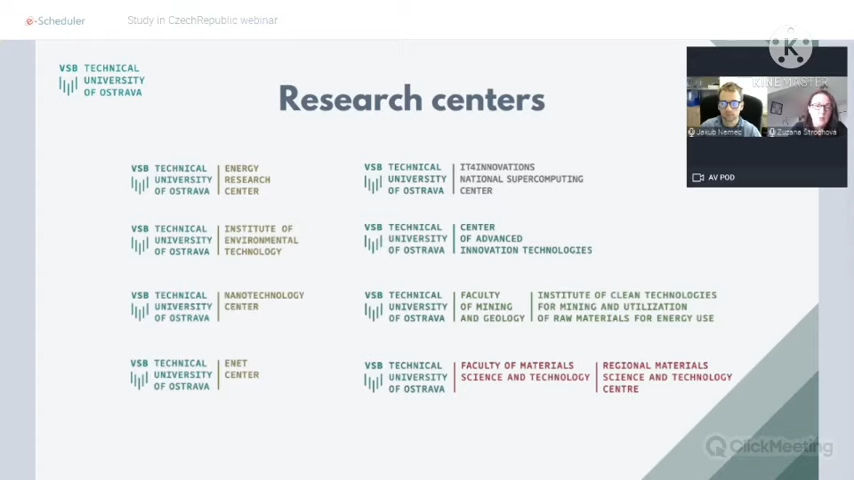 e-Scheduler
Study in CzechRepublic webinar
VSB TECHNICAL
UNIVERSITY
OF OSTRAVA
Research centers
K
KINEMASTER
Jakub Nemec
Zuzana Strochová
AV POD
VSB TECHNICAL
UNIVERSITY
OF OSTRAVA
ENERGY
RESEARCH
CENTER
VSB TECHNICAL
UNIVERSITY
OF OSTRAVA
IT4INNOVATIONS
NATIONAL SUPERCOMPUTING
CENTER
VSB TECHNICAL
UNIVERSITY
OF OSTRAVA
INSTITUTE OF
ENVIRONMENTAL
TECHNOLOGY
VSB TECHNICAL
UNIVERSITY
OF OSTRAVA
CENTER
OF ADVANCED
INNOVATION TECHNOLOGIES
VSB TECHNICAL
UNIVERSITY
OF OSTRAVA
NANOTECHNOLOGY
CENTER
VSB TECHNICAL
UNIVERSITY
OF OSTRAVA
FACULTY
OF MINING
AND GEOLOGY
INSTITUTE OF CLEAN TECHNOLOGIES
FOR MINING AND UTILIZATION
OF RAW MATERIALS FOR ENERGY USE
VSB TECHNICAL
UNIVERSITY
OF OSTRAVA
ENET
CENTER
VSB TECHNICAL
UNIVERSITY
OF OSTRAVA
FACULTY OF MATERIALS
SCIENCE AND TECHNOLOGY
REGIONAL MATERIALS
SCIENCE AND TECHNOLOGY
CENTRE
ClickMeeting